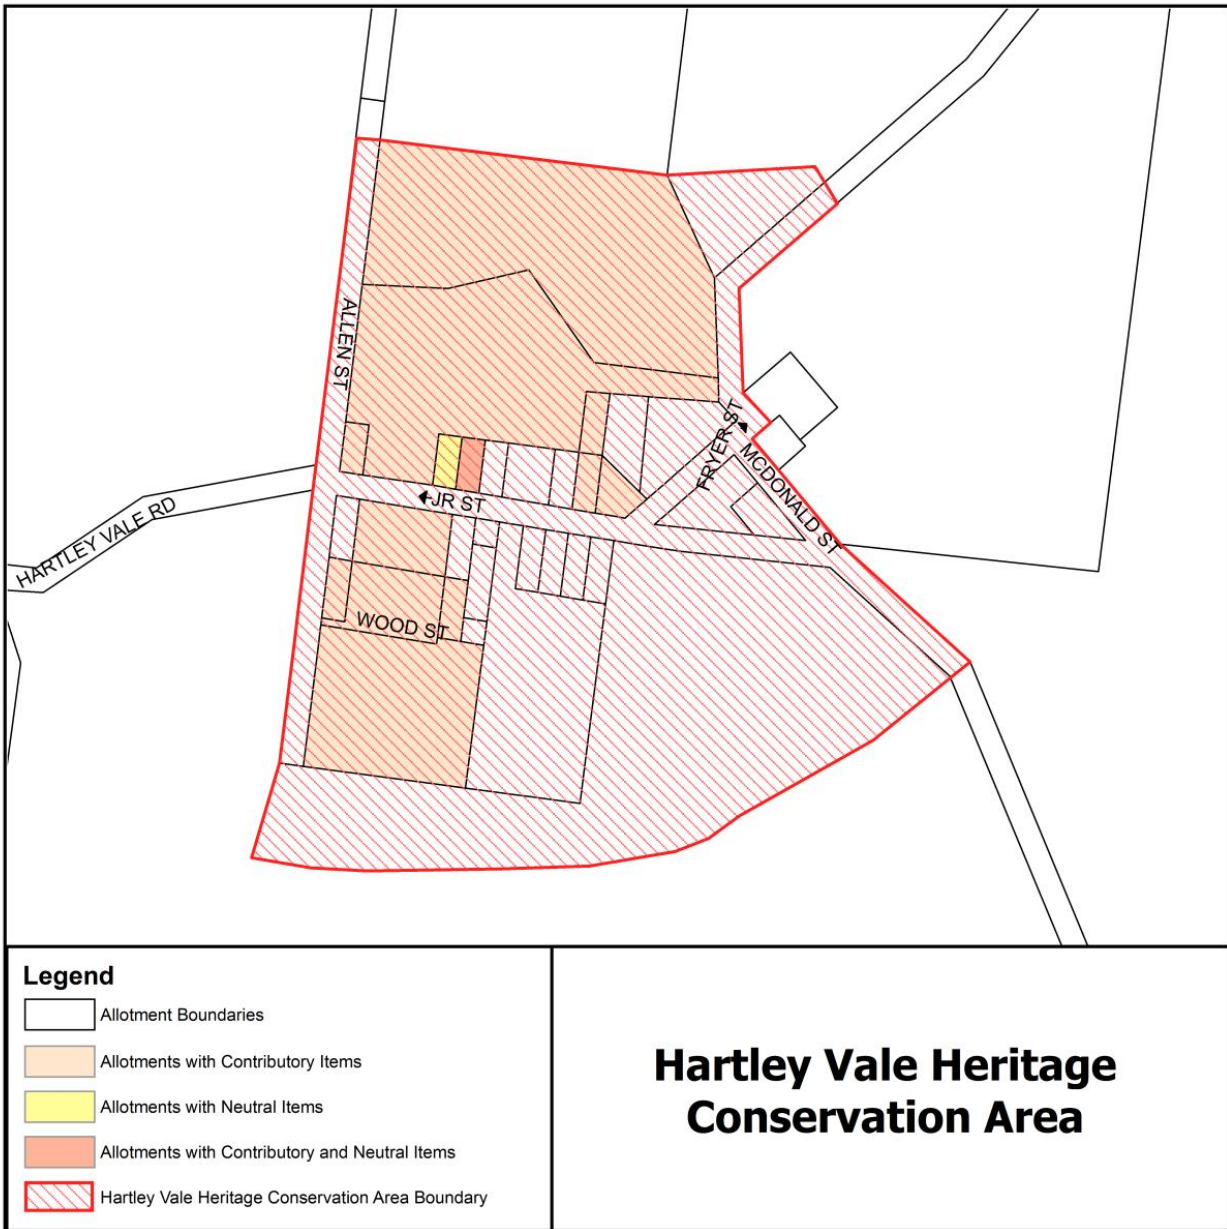 ALLEN ST
FRYER ST
MCDONALD ST
JR ST
HARTLEY VALE RD
WOOD ST
Legend
Allotment Boundaries
Allotments with Contributory Items
Allotments with Neutral Items
Allotments with Contributory and Neutral Items
Hartley Vale Heritage Conservation Area Boundary
Hartley Vale Heritage
Conservation Area